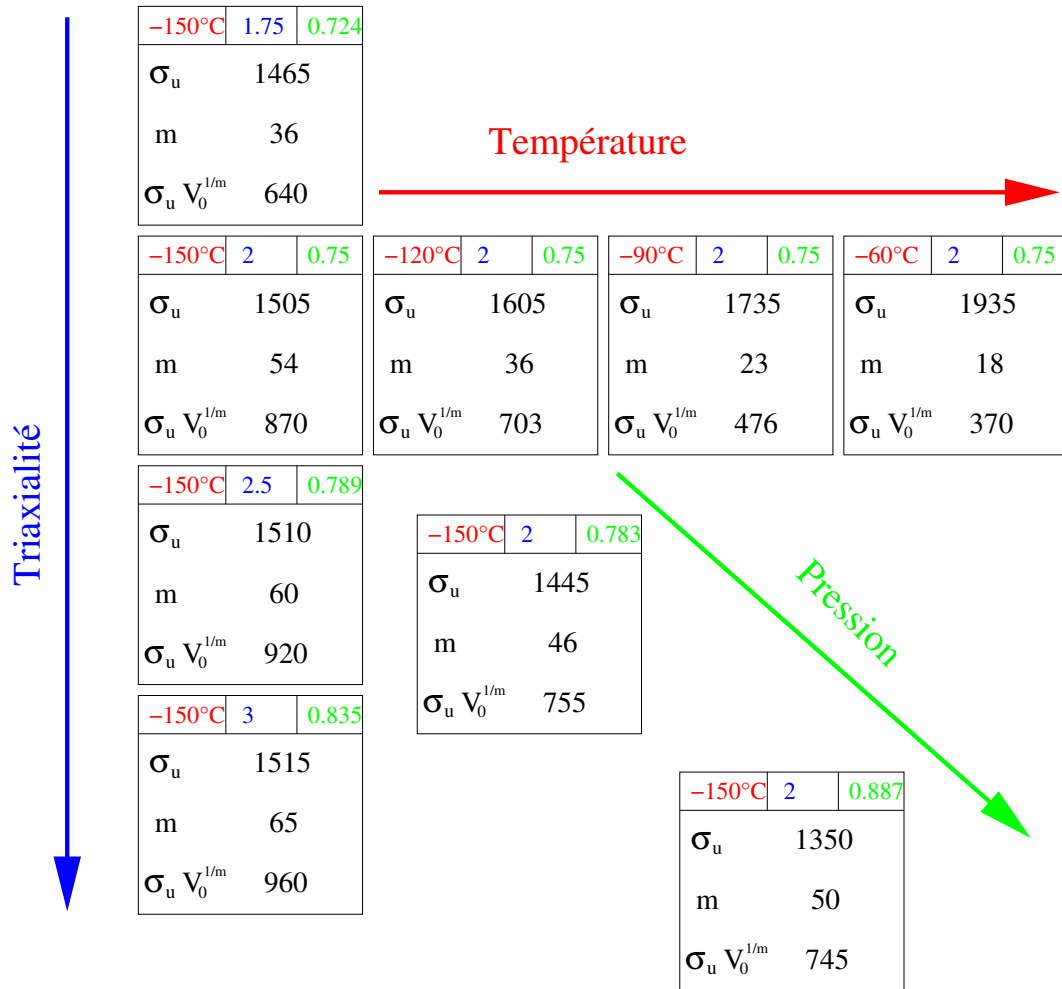 −150°C 1.75 0.724
σu 1465
m 36
σu V0^1/m 640
Température
−150°C 2 0.75
σu 1505
m 54
σu V0^1/m 870
−120°C 2 0.75
σu 1605
m 36
σu V0^1/m 703
−90°C 2 0.75
σu 1735
m 23
σu V0^1/m 476
−60°C 2 0.75
σu 1935
m 18
σu V0^1/m 370
Triaxialité
−150°C 2.5 0.789
σu 1510
m 60
σu V0^1/m 920
−150°C 2 0.783
σu 1445
m 46
σu V0^1/m 755
Pression
−150°C 3 0.835
σu 1515
m 65
σu V0^1/m 960
−150°C 2 0.887
σu 1350
m 50
σu V0^1/m 745